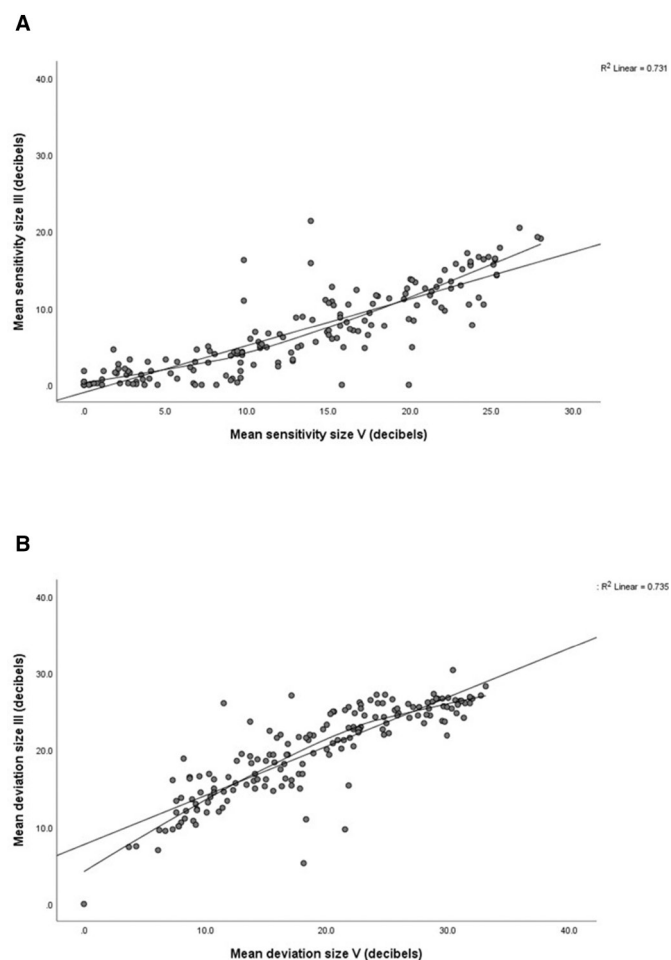 A
R² Linear = 0.731
Mean sensitivity size III (decibels)
40.0
30.0
20.0
10.0
.0
.0 5.0 10.0 15.0 20.0 25.0 30.0
Mean sensitivity size V (decibels)
B
: R² Linear = 0.735
Mean deviation size III (decibels)
40.0
30.0
20.0
10.0
.0
.0 10.0 20.0 30.0 40.0
Mean deviation size V (decibels)